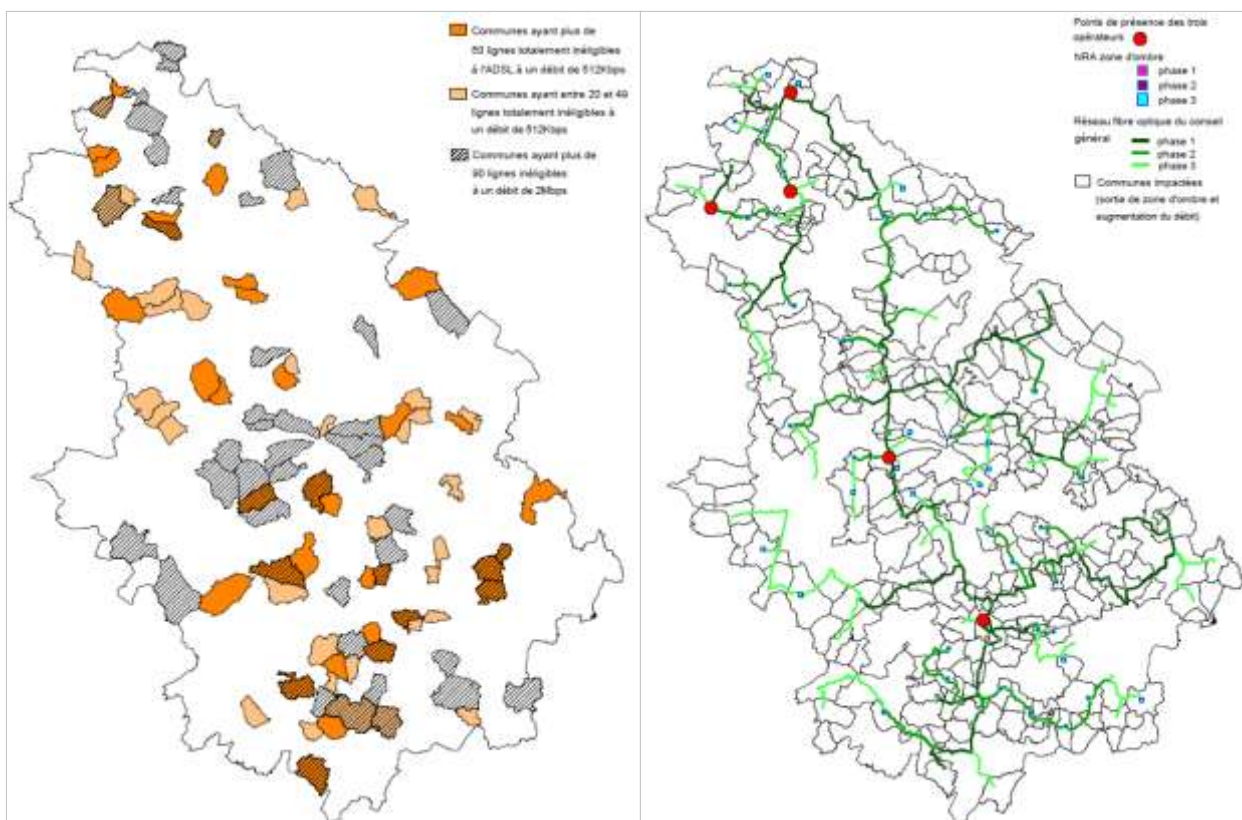 Communes ayant plus de
50 lignes totalement inéligibles
à l'ADSL à un débit de 512Kbps
Communes ayant entre 20 et 49
lignes totalement inéligibles à
un débit de 512Kbps
Communes ayant plus de
90 lignes inéligibles
à un débit de 2Mbps
Points de présence des trois
opérateurs
NRA zone d'ombre
phase 1
phase 2
phase 3
Réseau fibre optique du conseil
général
phase 1
phase 2
phase 3
Communes impactées
(sortie de zone d'ombre et
augmentation du débit)